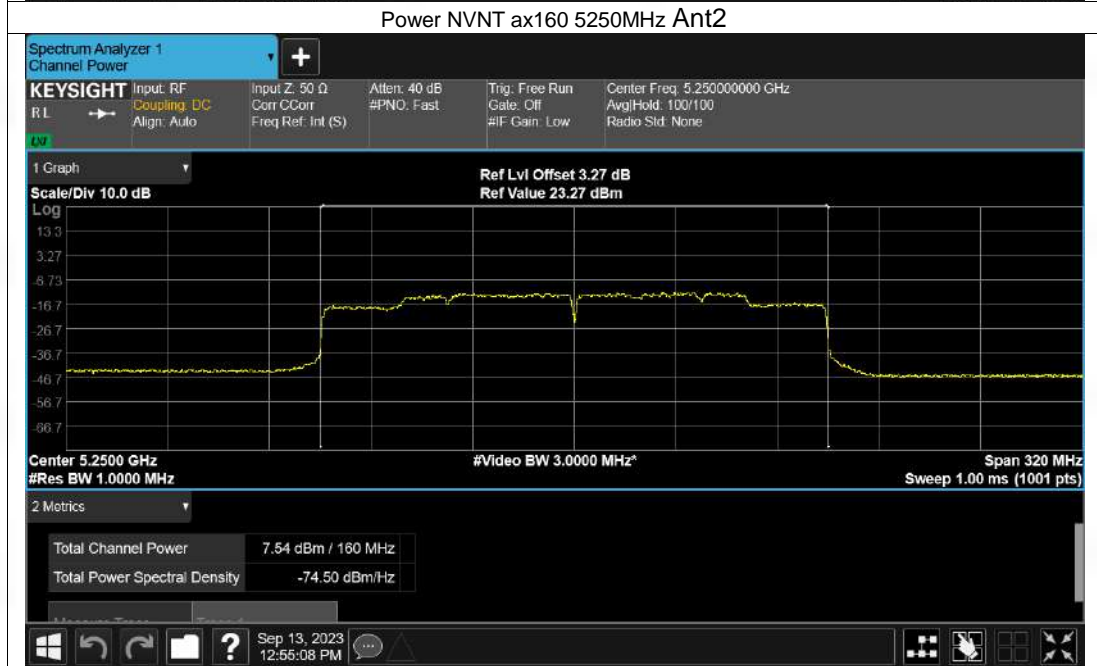 Power NVNT ax160 5250MHz Ant2
Spectrum Analyzer 1
Channel Power
+
KEYSIGHT Input: RF Input Z: 50 Ω Atten: 40 dB Trig: Free Run Center Freq: 5.250000000 GHz
Coupling: DC Corr CCorr #PNO: Fast Gate: Off Avg|Hold: 100/100
RL Align: Auto Freq Ref: Int (S) #IF Gain: Low Radio Std: None
LXI
1 Graph
Ref Lvl Offset 3.27 dB
Scale/Div 10.0 dB Ref Value 23.27 dBm
Log
13.3
3.27
-6.73
-16.7
-26.7
-36.7
-46.7
-56.7
-66.7
Center 5.2500 GHz #Video BW 3.0000 MHz* Span 320 MHz
#Res BW 1.0000 MHz Sweep 1.00 ms (1001 pts)
2 Metrics
Total Channel Power 7.54 dBm / 160 MHz
Total Power Spectral Density -74.50 dBm/Hz
? Sep 13, 2023
12:55:08 PM